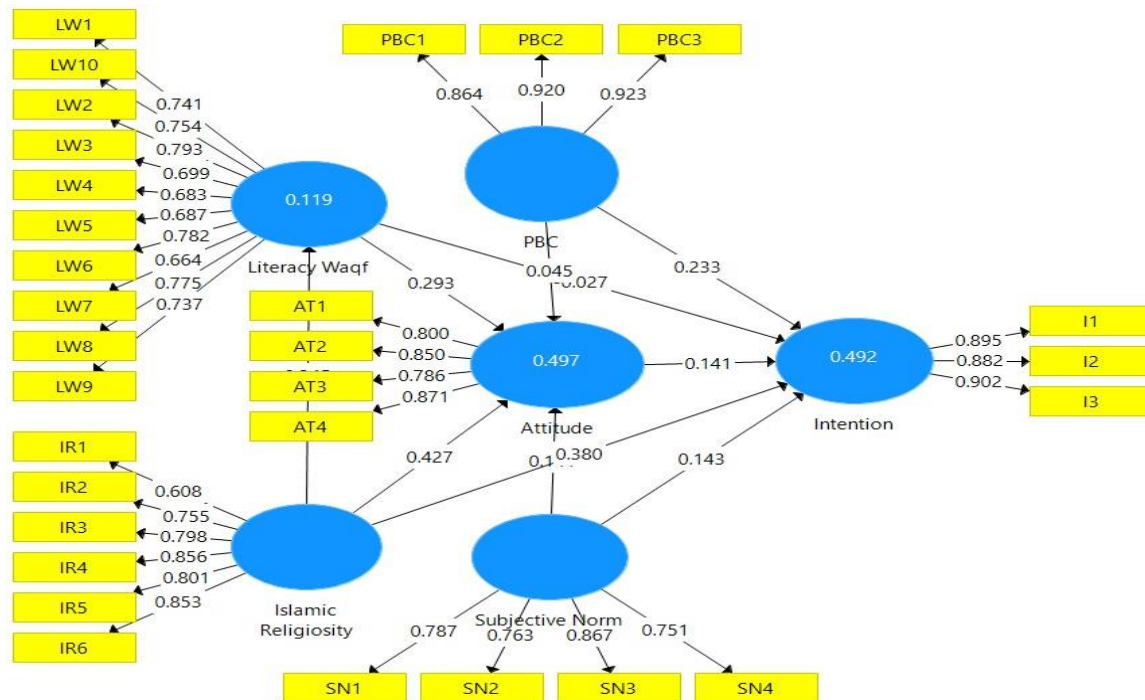 LW1
LW10
LW2
LW3
LW4
LW5
LW6
LW7
LW8
LW9
0.741
0.754
0.793
0.699
0.683
0.687
0.782
0.664
0.775
0.737
0.119
Literacy Waqf
PBC1
PBC2
PBC3
0.864
0.920
0.923
PBC
0.045
0.027
0.233
0.293
AT1
AT2
AT3
AT4
0.800
0.850
0.786
0.871
0.497
Attitude
0.141
0.492
Intention
0.895
0.882
0.902
I1
I2
I3
IR1
IR2
IR3
IR4
IR5
IR6
0.608
0.755
0.798
0.856
0.801
0.853
Islamic
Religiosity
0.427
0.380
0.143
Subjective Norm
0.787
0.763
0.867
0.751
SN1
SN2
SN3
SN4